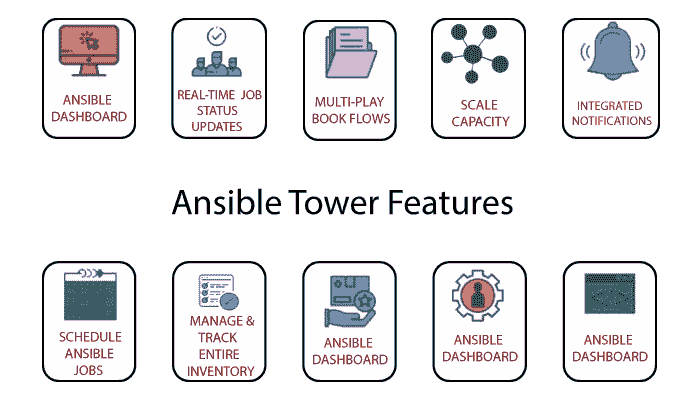 ANSIBLE
DASHBOARD
REAL-TIME JOB
STATUS
UPDATES
MULTI-PLAY
BOOK FLOWS
SCALE
CAPACITY
INTEGRATED
NOTIFICATIONS
Ansible Tower Features
SCHEDULE
ANSIBLE
JOBS
MANAGE &
TRACK
ENTIRE
INVENTORY
ANSIBLE
DASHBOARD
ANSIBLE
DASHBOARD
ANSIBLE
DASHBOARD